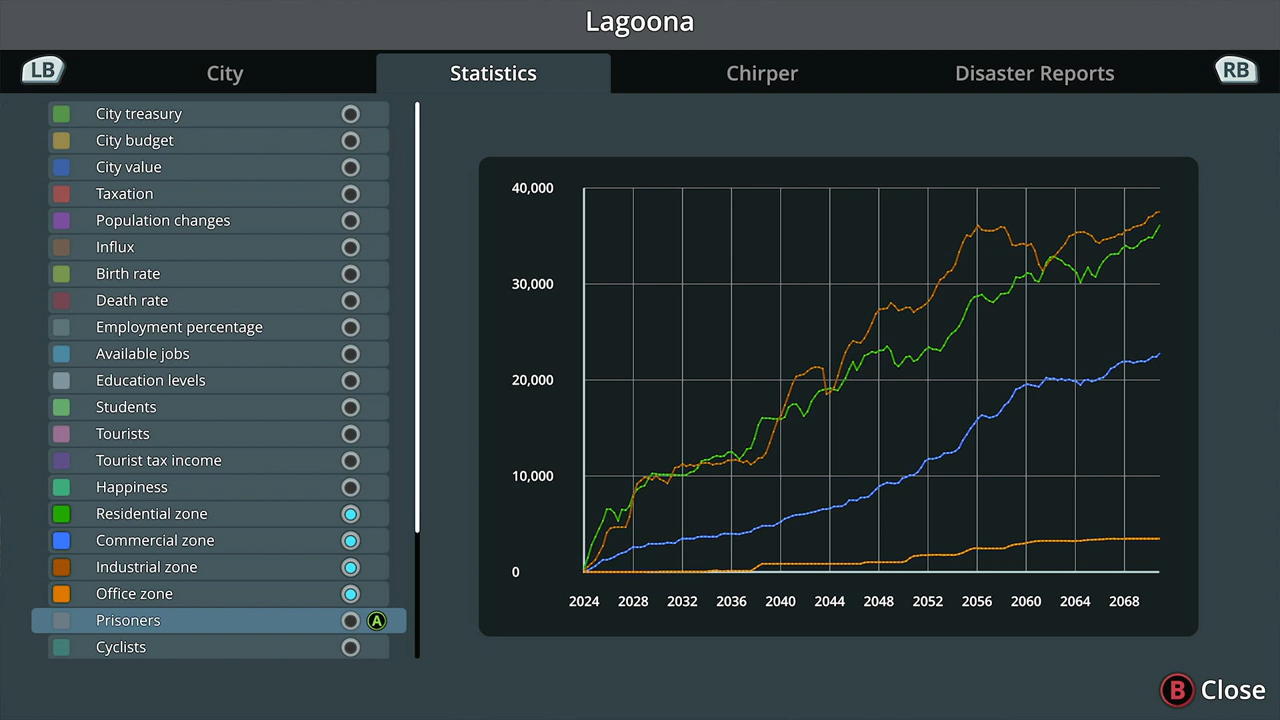 Lagoona
LB City Statistics Chirper Disaster Reports RB
City treasury
City budget
City value
Taxation
Population changes
Influx
Birth rate
Death rate
Employment percentage
Available jobs
Education levels
Students
Tourists
Tourist tax income
Happiness
Residential zone
Commercial zone
Industrial zone
Office zone
Prisoners A
Cyclists
40,000
30,000
20,000
10,000
0
2024 2028 2032 2036 2040 2044 2048 2052 2056 2060 2064 2068
B Close